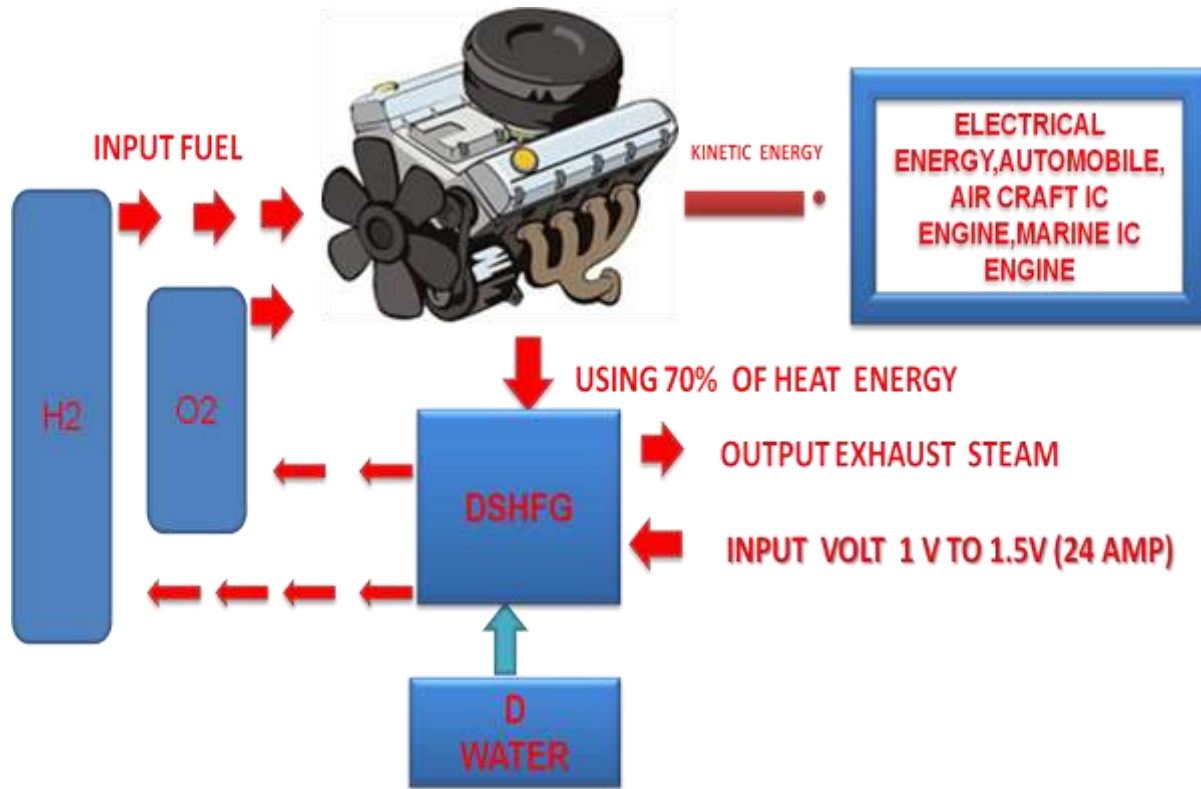 INPUT FUEL
KINETIC ENERGY
ELECTRICAL
ENERGY,AUTOMOBILE,
AIR CRAFT IC
ENGINE,MARINE IC
ENGINE
H2
O2
USING 70% OF HEAT ENERGY
OUTPUT EXHAUST STEAM
DSHFG
INPUT VOLT 1 V TO 1.5V (24 AMP)
D
WATER